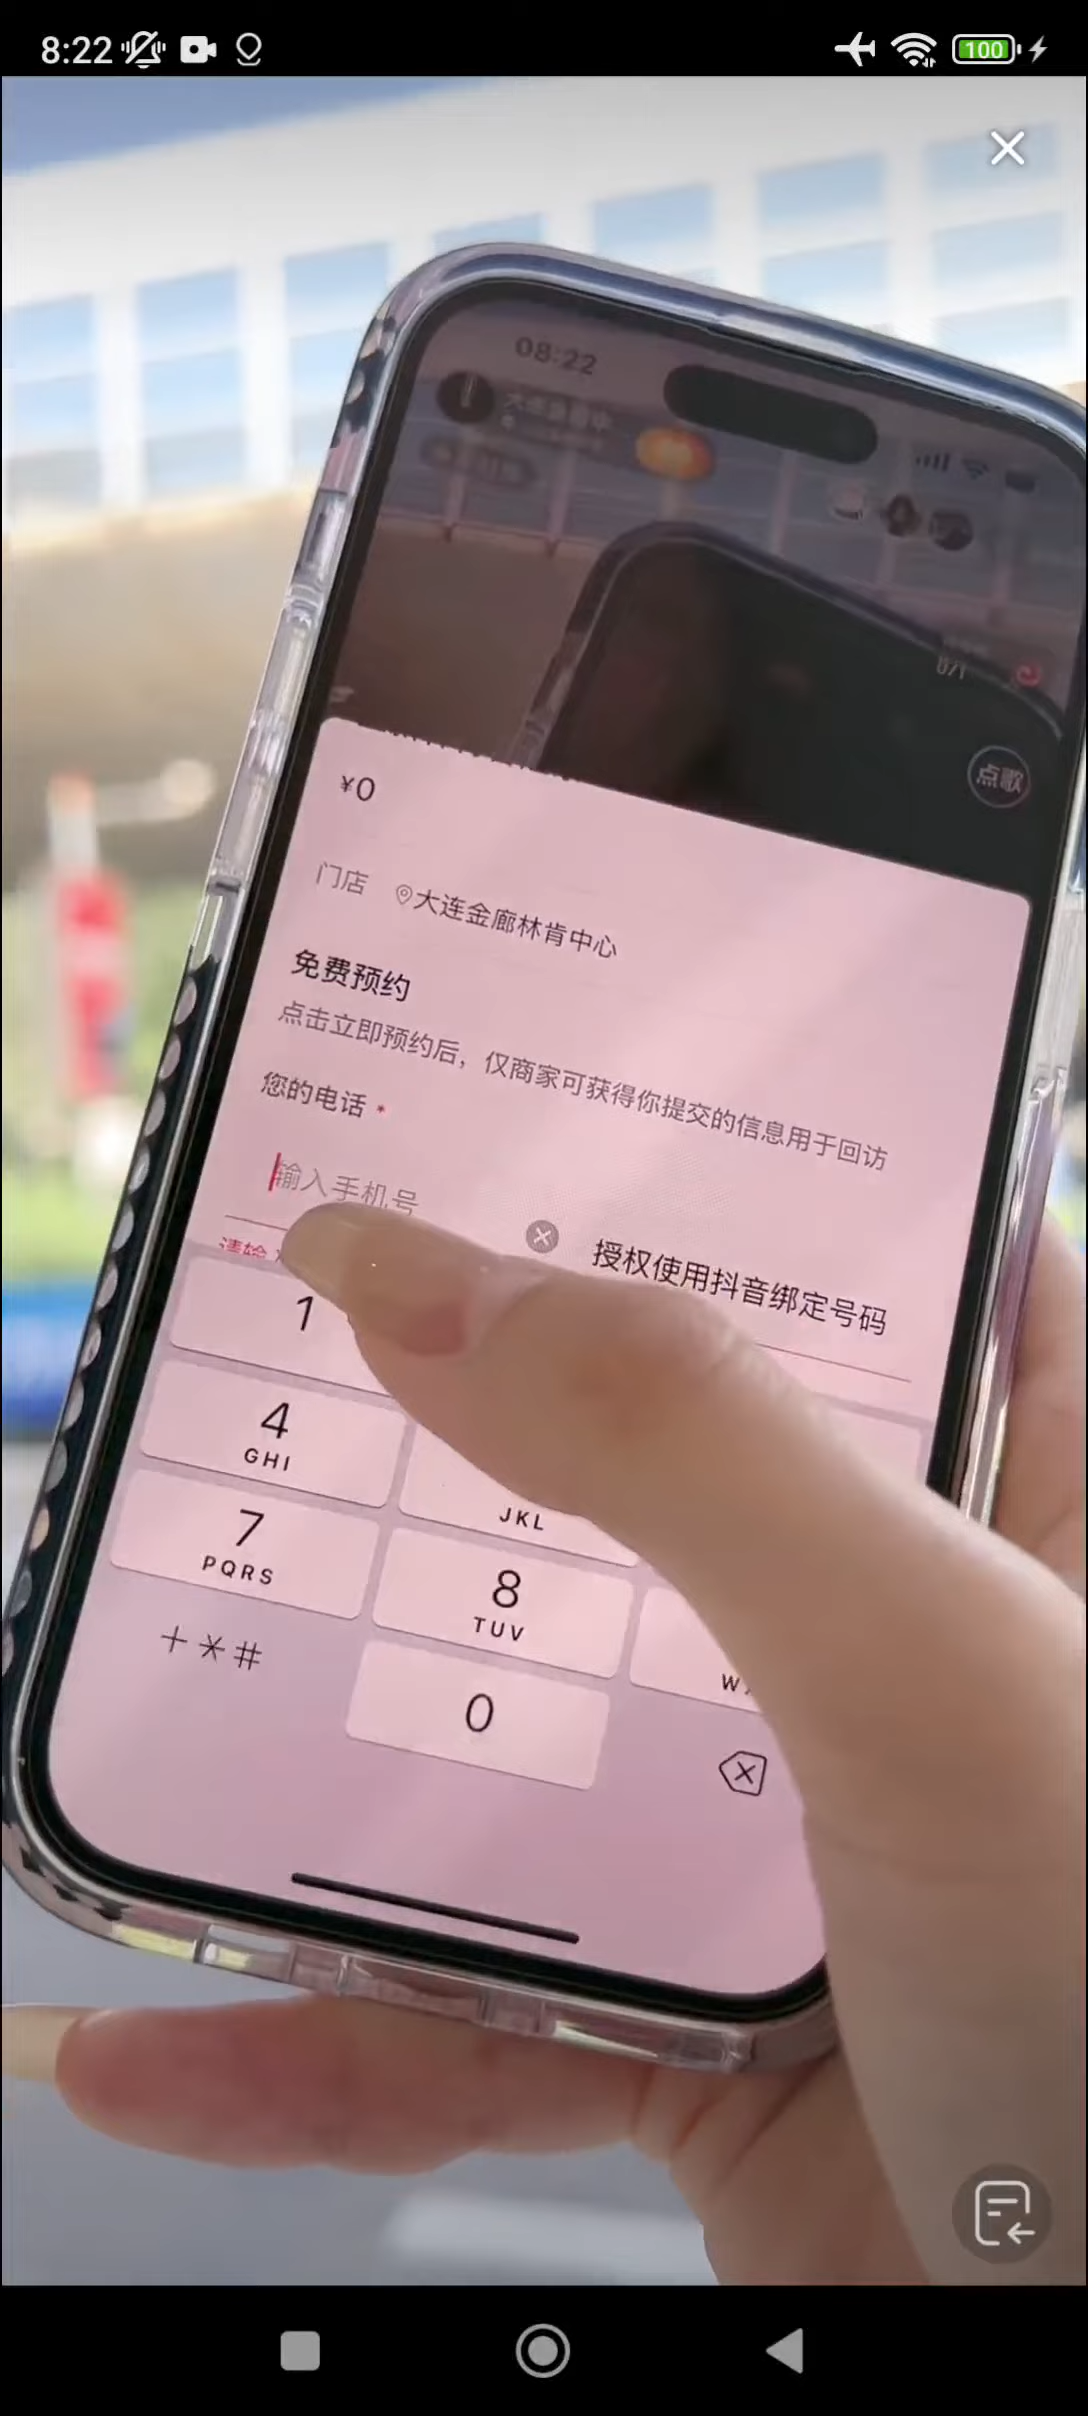 8:22
100
08:22
点歌
¥0
门店 大连金廊林肯中心
免费预约
点击立即预约后，仅商家可获得你提交的信息用于回访
您的电话 *
输入手机号
授权使用抖音绑定号码
请输
1
4
GHI
JKL
7
PQRS
8
TUV
W
+*#
0